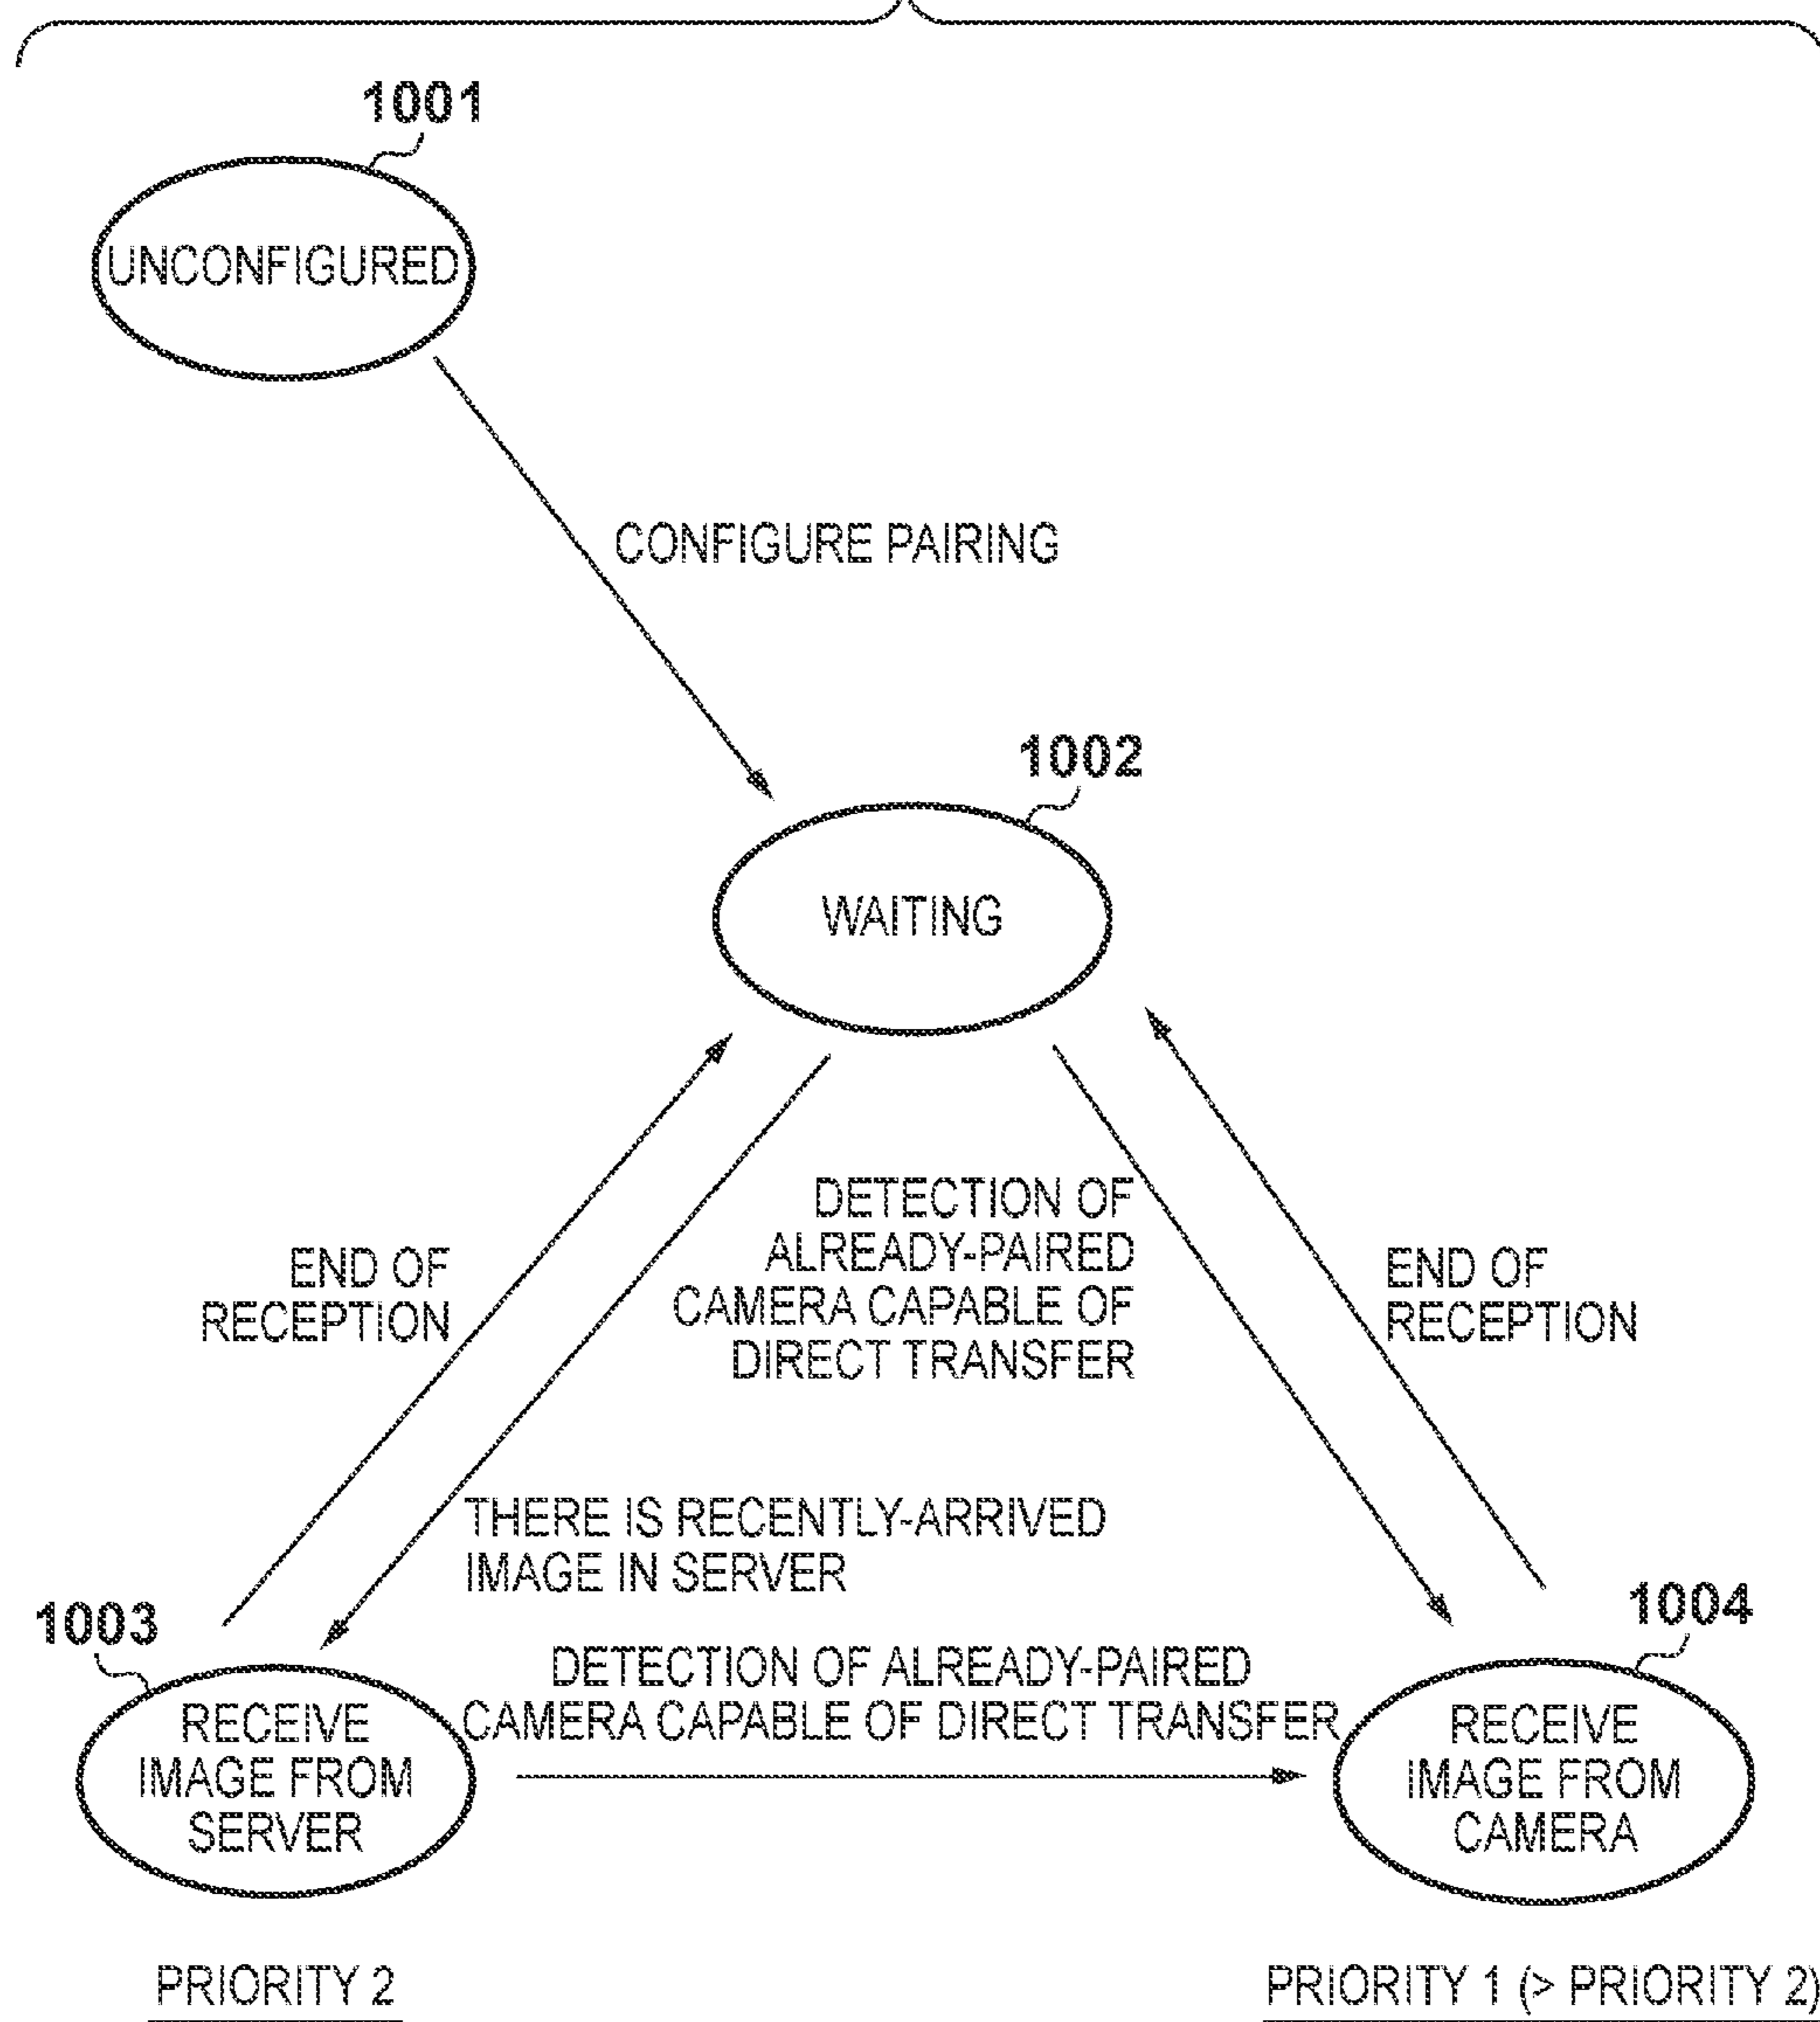 1001
UNCONFIGURED
CONFIGURE PAIRING
1002
WAITING
DETECTION OF
ALREADY-PAIRED
CAMERA CAPABLE OF
DIRECT TRANSFER
END OF
RECEPTION
END OF
RECEPTION
THERE IS RECENTLY-ARRIVED
IMAGE IN SERVER
1003
1004
DETECTION OF ALREADY-PAIRED
CAMERA CAPABLE OF DIRECT TRANSFER
RECEIVE
IMAGE FROM
SERVER
RECEIVE
IMAGE FROM
CAMERA
PRIORITY 2
PRIORITY 1 (> PRIORITY 2)